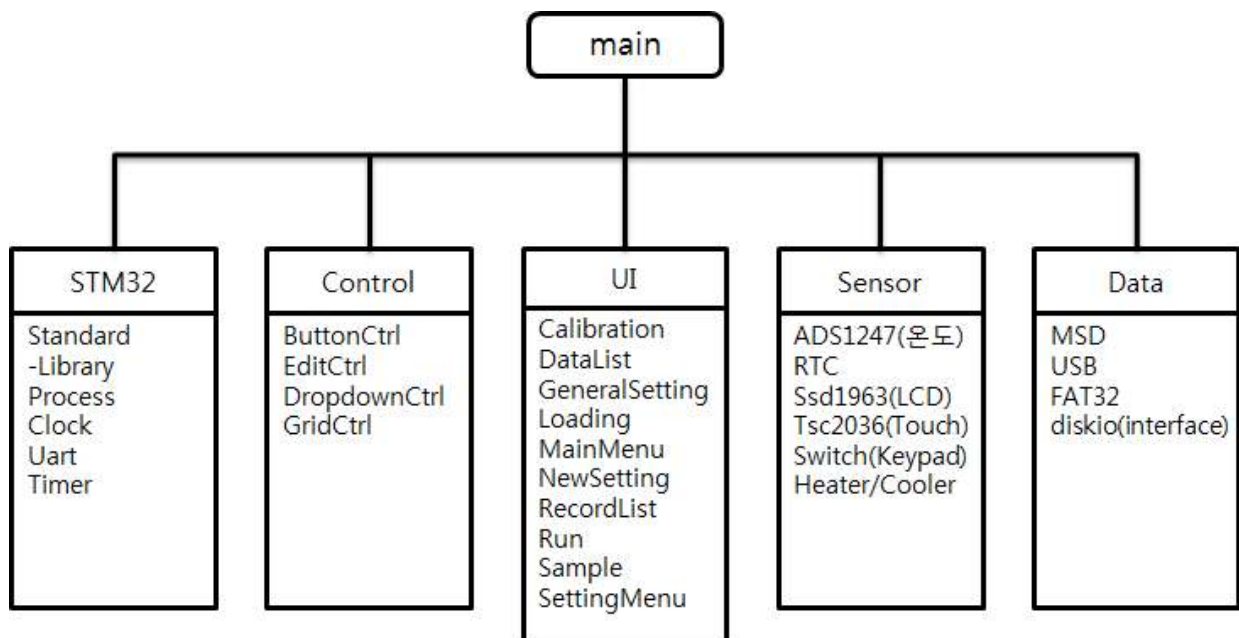 main
STM32
Standard
-Library
Process
Clock
Uart
Timer
Control
ButtonCtrl
EditCtrl
DropdownCtrl
GridCtrl
UI
Calibration
DataList
GeneralSetting
Loading
MainMenu
NewSetting
RecordList
Run
Sample
SettingMenu
Sensor
ADS1247(온도)
RTC
Ssd1963(LCD)
Tsc2036(Touch)
Switch(Keypad)
Heater/Cooler
Data
MSD
USB
FAT32
diskio(interface)